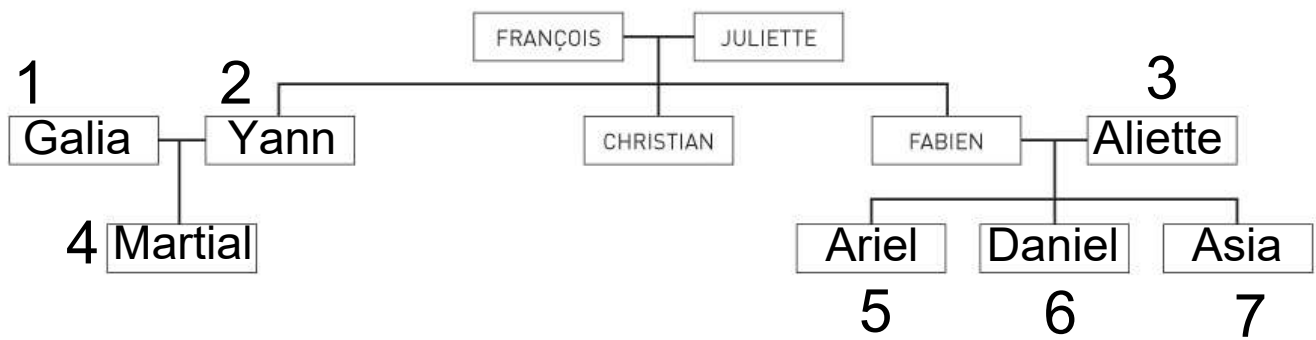 FRANÇOIS JULIETTE
1 2 3
Galia Yann CHRISTIAN FABIEN Aliette
4 Martial Ariel Daniel Asia
5 6 7